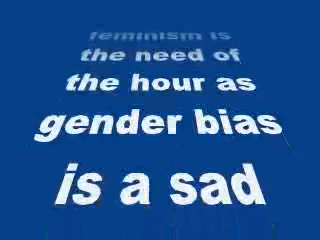 feminism is
the need of
the hour as
gender bias
is a sad